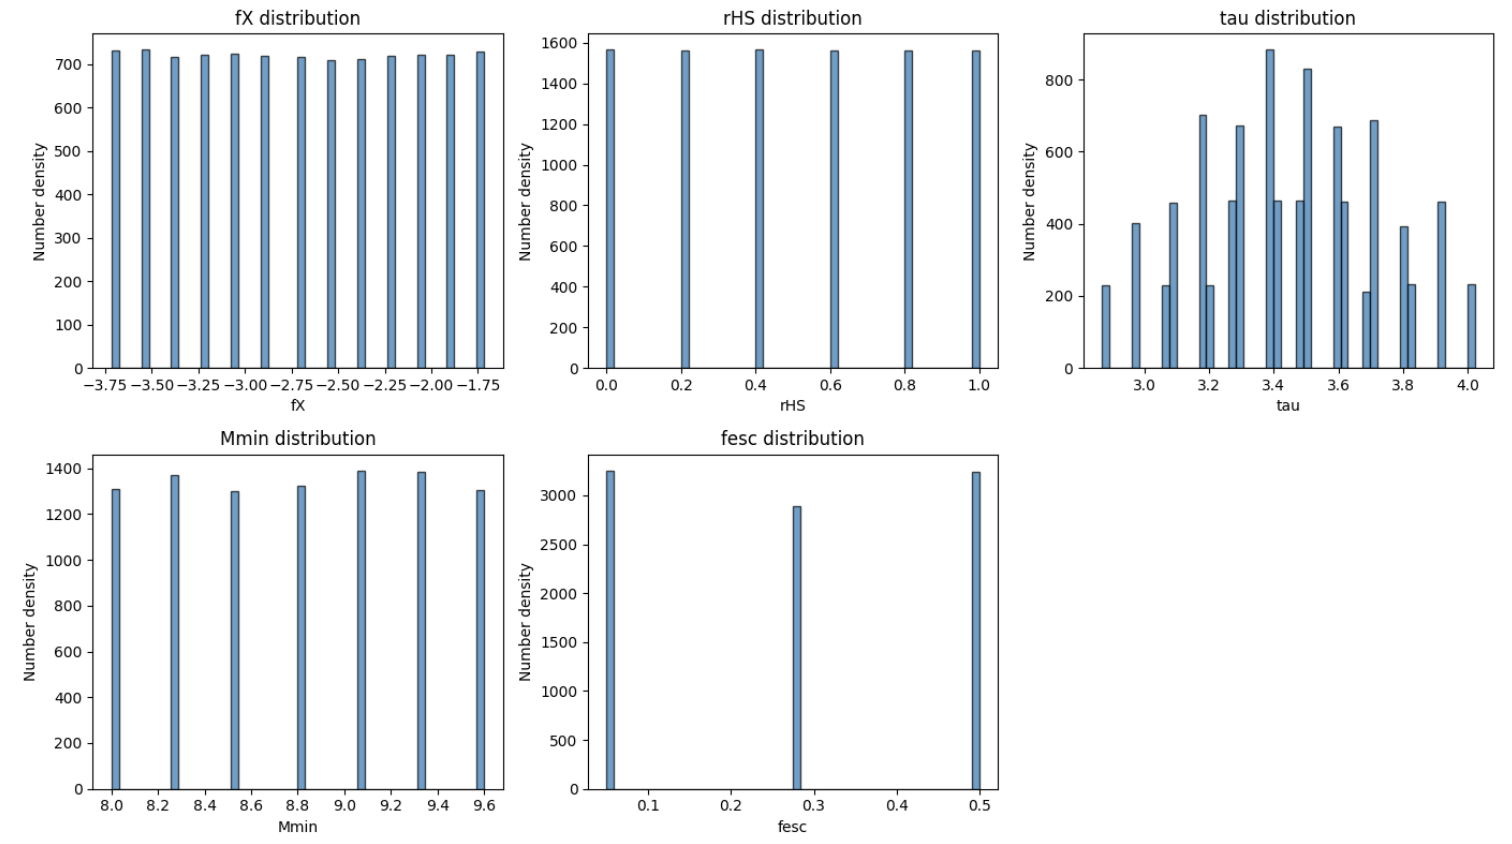 fX distribution
Number density
700
600
500
400
300
200
100
0
−3.75 −3.50 −3.25 −3.00 −2.75 −2.50 −2.25 −2.00 −1.75
fX
rHS distribution
Number density
1600
1400
1200
1000
800
600
400
200
0
0.0 0.2 0.4 0.6 0.8 1.0
rHS
tau distribution
Number density
800
600
400
200
0
3.0 3.2 3.4 3.6 3.8 4.0
tau
Mmin distribution
Number density
1400
1200
1000
800
600
400
200
0
8.0 8.2 8.4 8.6 8.8 9.0 9.2 9.4 9.6
Mmin
fesc distribution
Number density
3000
2500
2000
1500
1000
500
0
0.1 0.2 0.3 0.4 0.5
fesc